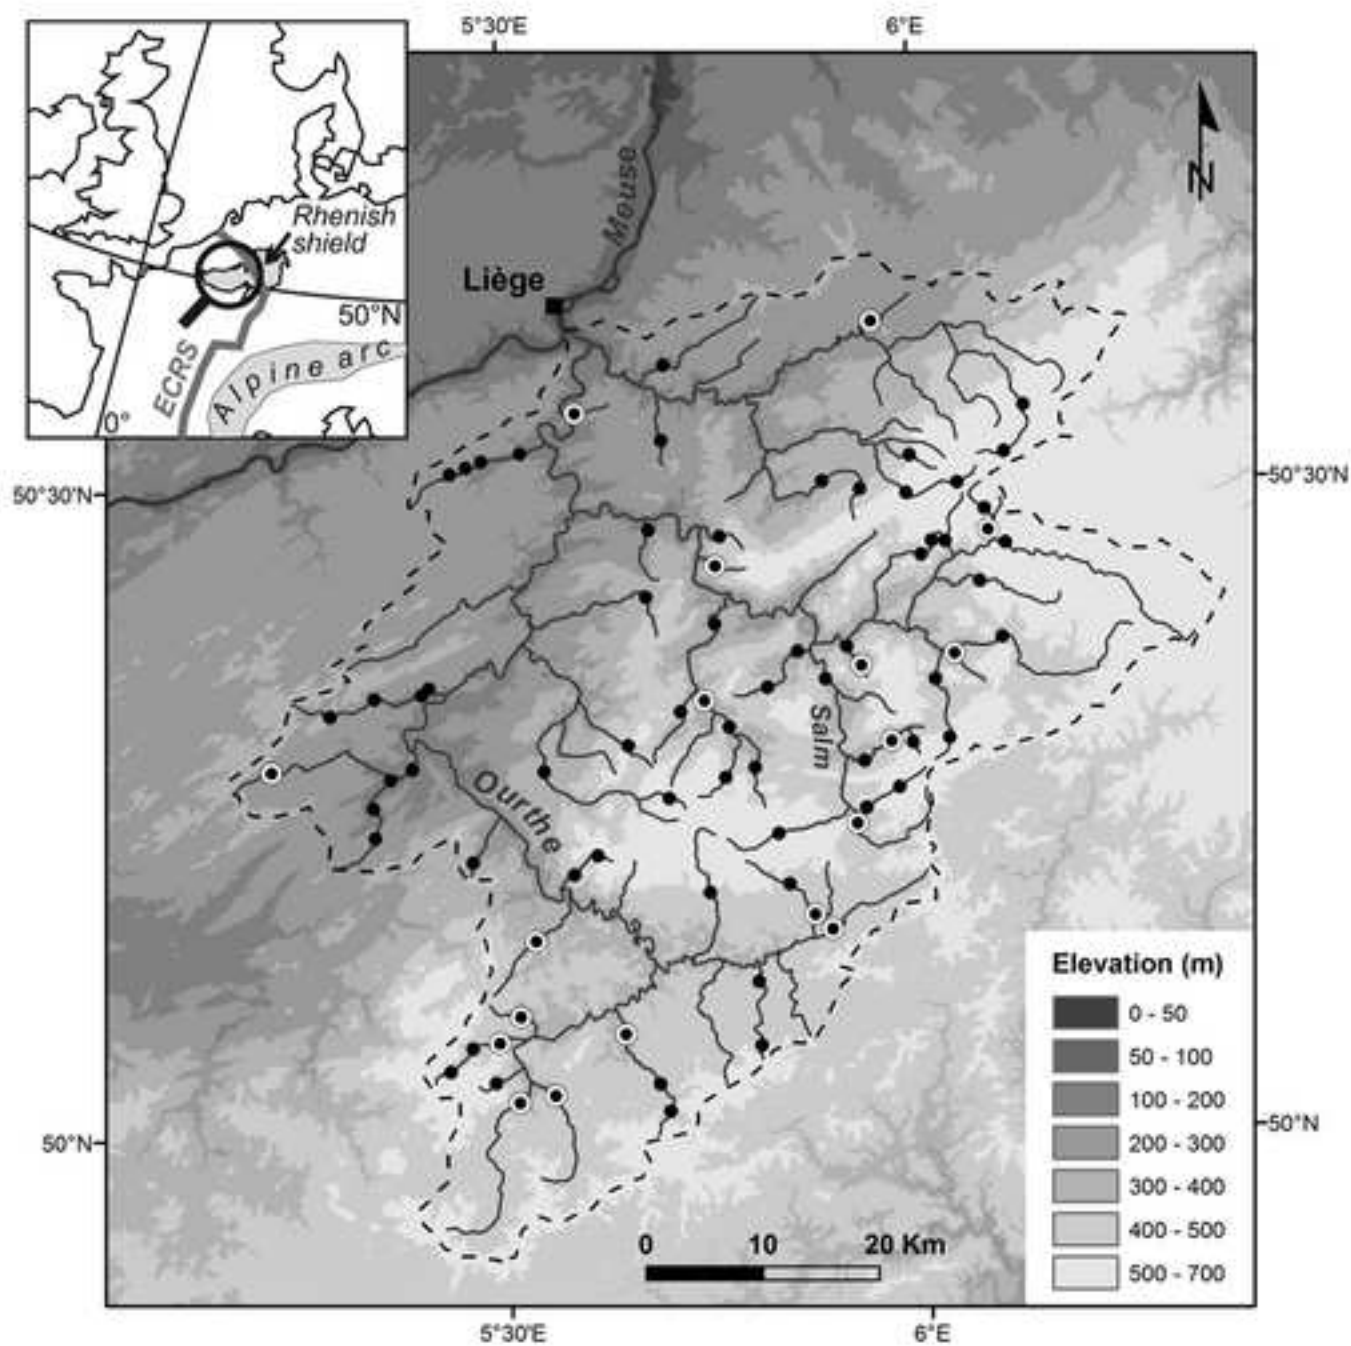 5°30'E
6°E
Rhenish
shield
50°N
ECRS
Alpine arc
0°
Meuse
N
Liège
50°30'N
50°30'N
Salm
Ourthe
Elevation (m)
0 - 50
50 - 100
100 - 200
200 - 300
300 - 400
400 - 500
500 - 700
50°N
50°N
0 10 20 Km
5°30'E
6°E